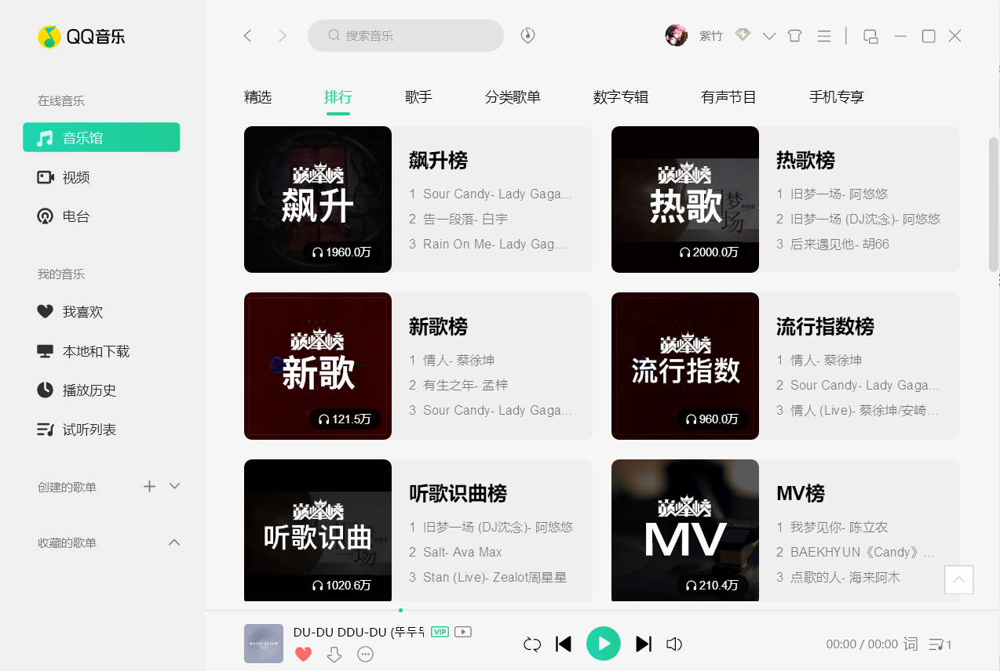 QQ音乐
搜索音乐
紫竹
在线音乐
音乐馆
视频
电台
我的音乐
我喜欢
本地和下载
播放历史
试听列表
创建的歌单
收藏的歌单
精选
排行
歌手
分类歌单
数字专辑
有声节目
手机专享
巅峰榜
飙升
1960.0万
飙升榜
1 Sour Candy- Lady Gaga...
2 告一段落- 白宇
3 Rain On Me- Lady Gag...
巅峰榜
热歌
2000.0万
热歌榜
1 旧梦一场- 阿悠悠
2 旧梦一场 (DJ沈念)- 阿悠悠
3 后来遇见他- 胡66
巅峰榜
新歌
121.5万
新歌榜
1 情人- 蔡徐坤
2 有生之年- 孟梓
3 Sour Candy- Lady Gaga...
巅峰榜
流行指数
960.0万
流行指数榜
1 情人- 蔡徐坤
2 Sour Candy- Lady Gaga...
3 情人 (Live)- 蔡徐坤/安崎...
巅峰榜
听歌识曲
1020.6万
听歌识曲榜
1 旧梦一场 (DJ沈念)- 阿悠悠
2 Salt- Ava Max
3 Stan (Live)- Zealot周星星
巅峰榜
MV
210.4万
MV榜
1 我梦见你- 陈立农
2 BAEKHYUN《Candy》...
3 点歌的人- 海来阿木
DU-DU DDU-DU (뚜두뚜
VIP
00:00 / 00:00
词
1